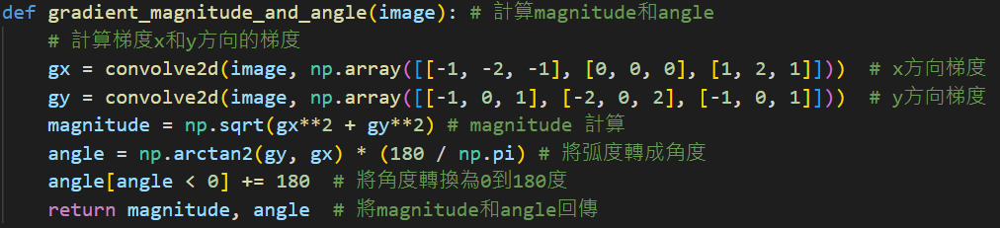 def gradient_magnitude_and_angle(image): # 計算magnitude和angle
    # 計算梯度x和y方向的梯度
    gx = convolve2d(image, np.array([[-1, -2, -1], [0, 0, 0], [1, 2, 1]]))  # x方向梯度
    gy = convolve2d(image, np.array([[-1, 0, 1], [-2, 0, 2], [-1, 0, 1]]))  # y方向梯度
    magnitude = np.sqrt(gx**2 + gy**2) # magnitude 計算
    angle = np.arctan2(gy, gx) * (180 / np.pi) # 將弧度轉成角度
    angle[angle < 0] += 180  # 將角度轉換為0到180度
    return magnitude, angle  # 將magnitude和angle回傳